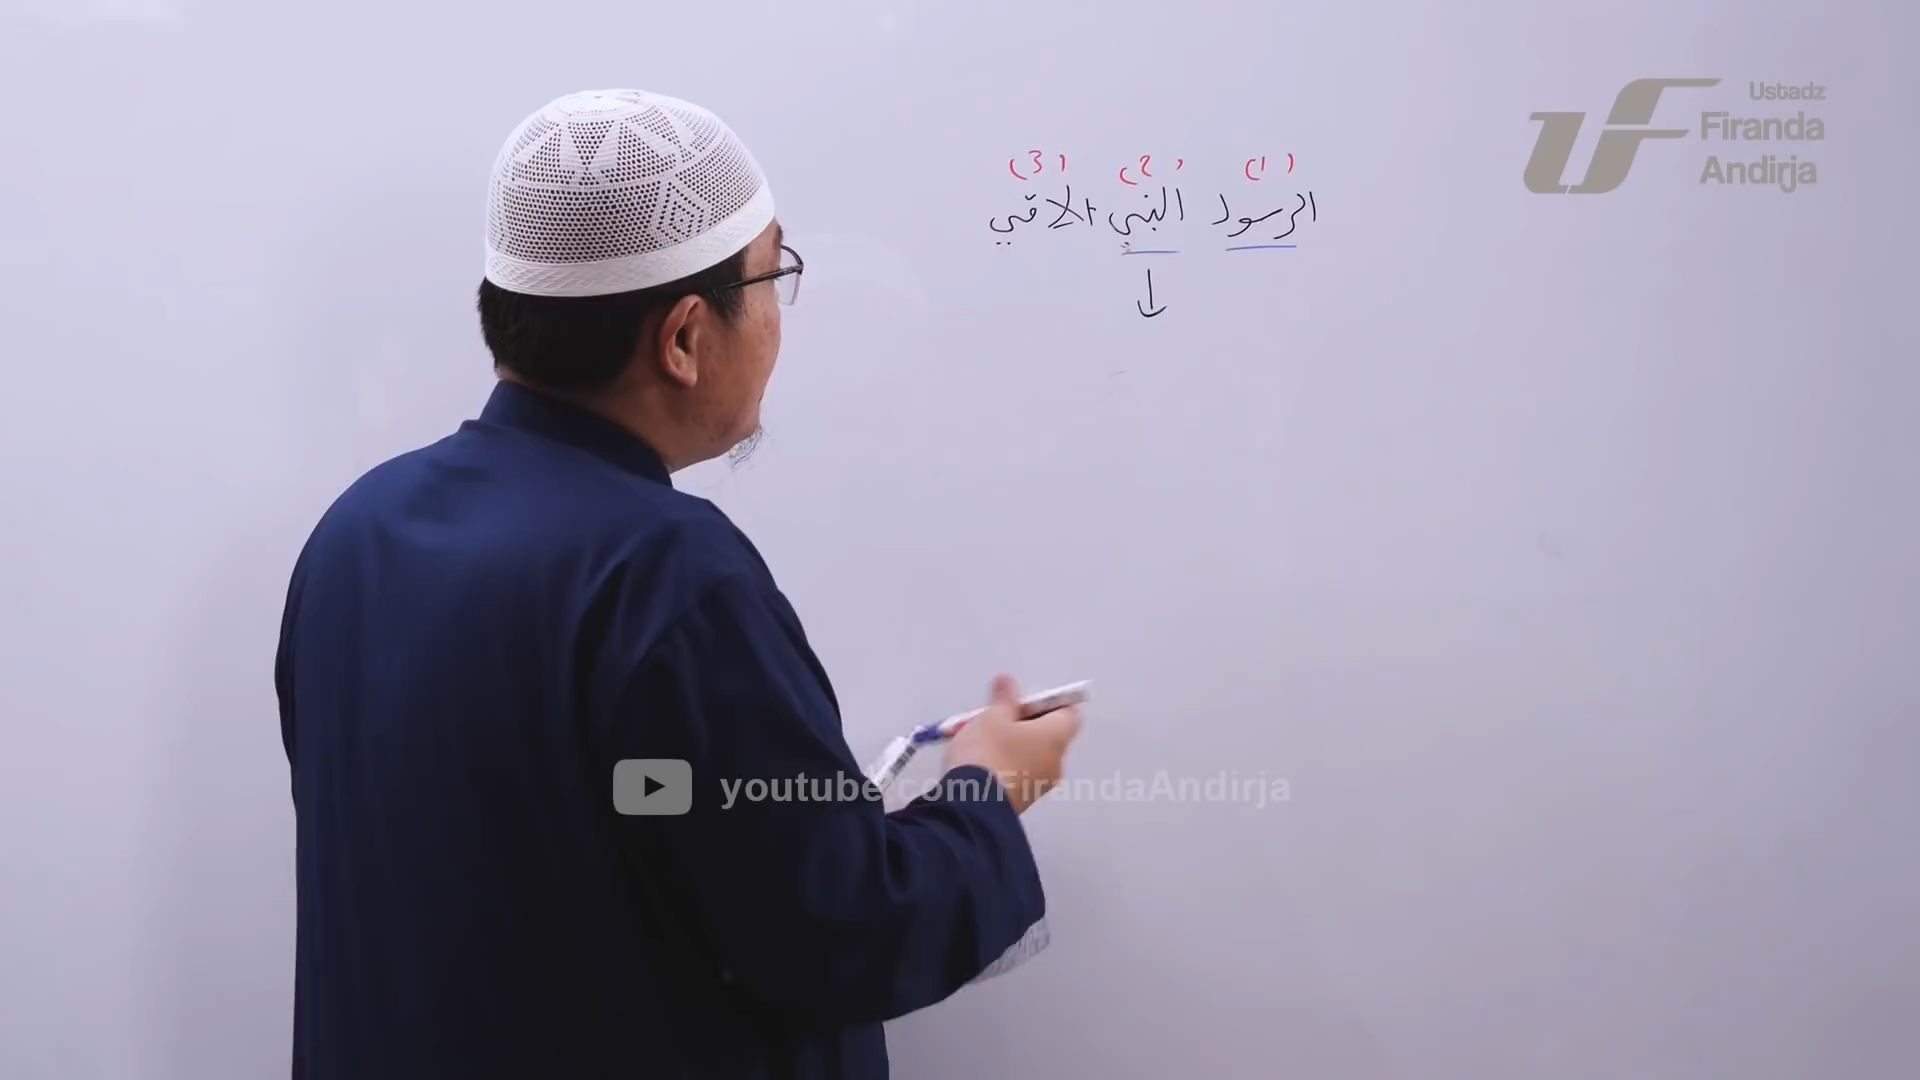 Ustadz
Firanda
Andirja
(1) (2) (3)
الرسول النبي الأمي
youtube.com/FirandaAndirja